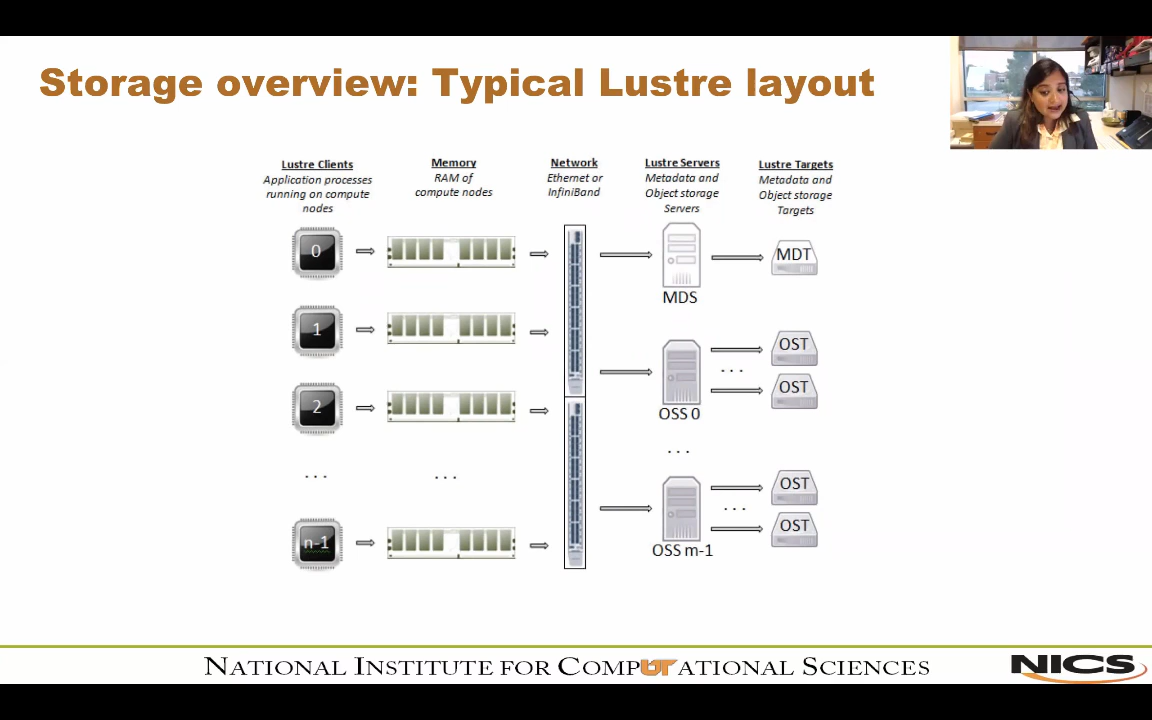 Storage overview: Typical Lustre layout
Lustre Clients
Application processes
running on compute
nodes
Memory
RAM of
compute nodes
Network
Ethernet or
InfiniBand
Lustre Servers
Metadata and
Object storage
Servers
Lustre Targets
Metadata and
Object storage
Targets
0
MDS
MDT
1
OSS 0
OST
...
OST
2
...
...
...
n-1
OSS m-1
OST
...
OST
NATIONAL INSTITUTE FOR COMPUTATIONAL SCIENCES
NICS